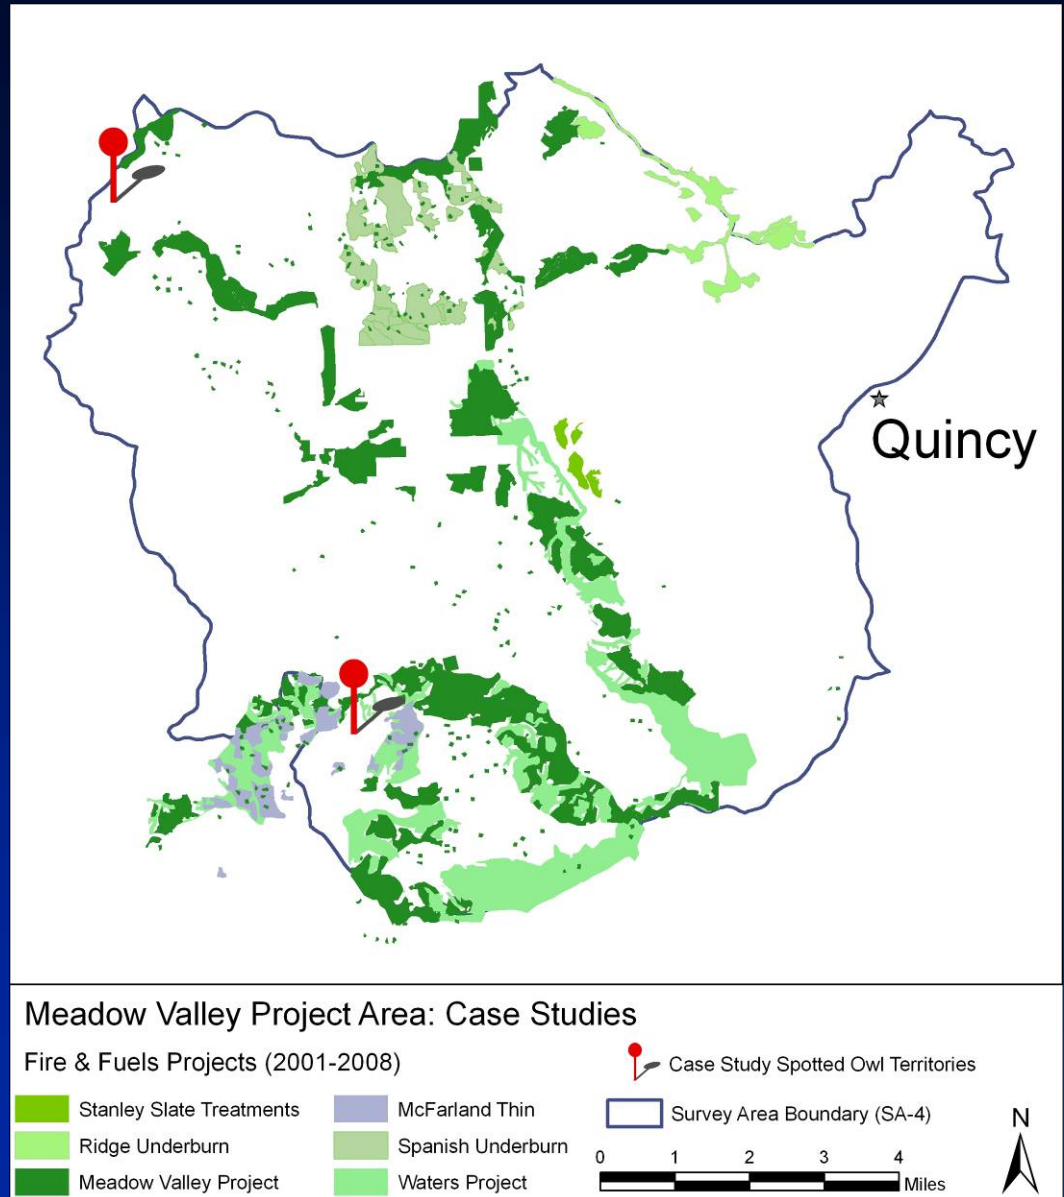 Quincy
Meadow Valley Project Area: Case Studies
Fire & Fuels Projects (2001-2008)
Case Study Spotted Owl Territories
Stanley Slate Treatments
McFarland Thin
Survey Area Boundary (SA-4)
Ridge Underburn
Spanish Underburn
Meadow Valley Project
Waters Project
0 1 2 3 4
Miles
N